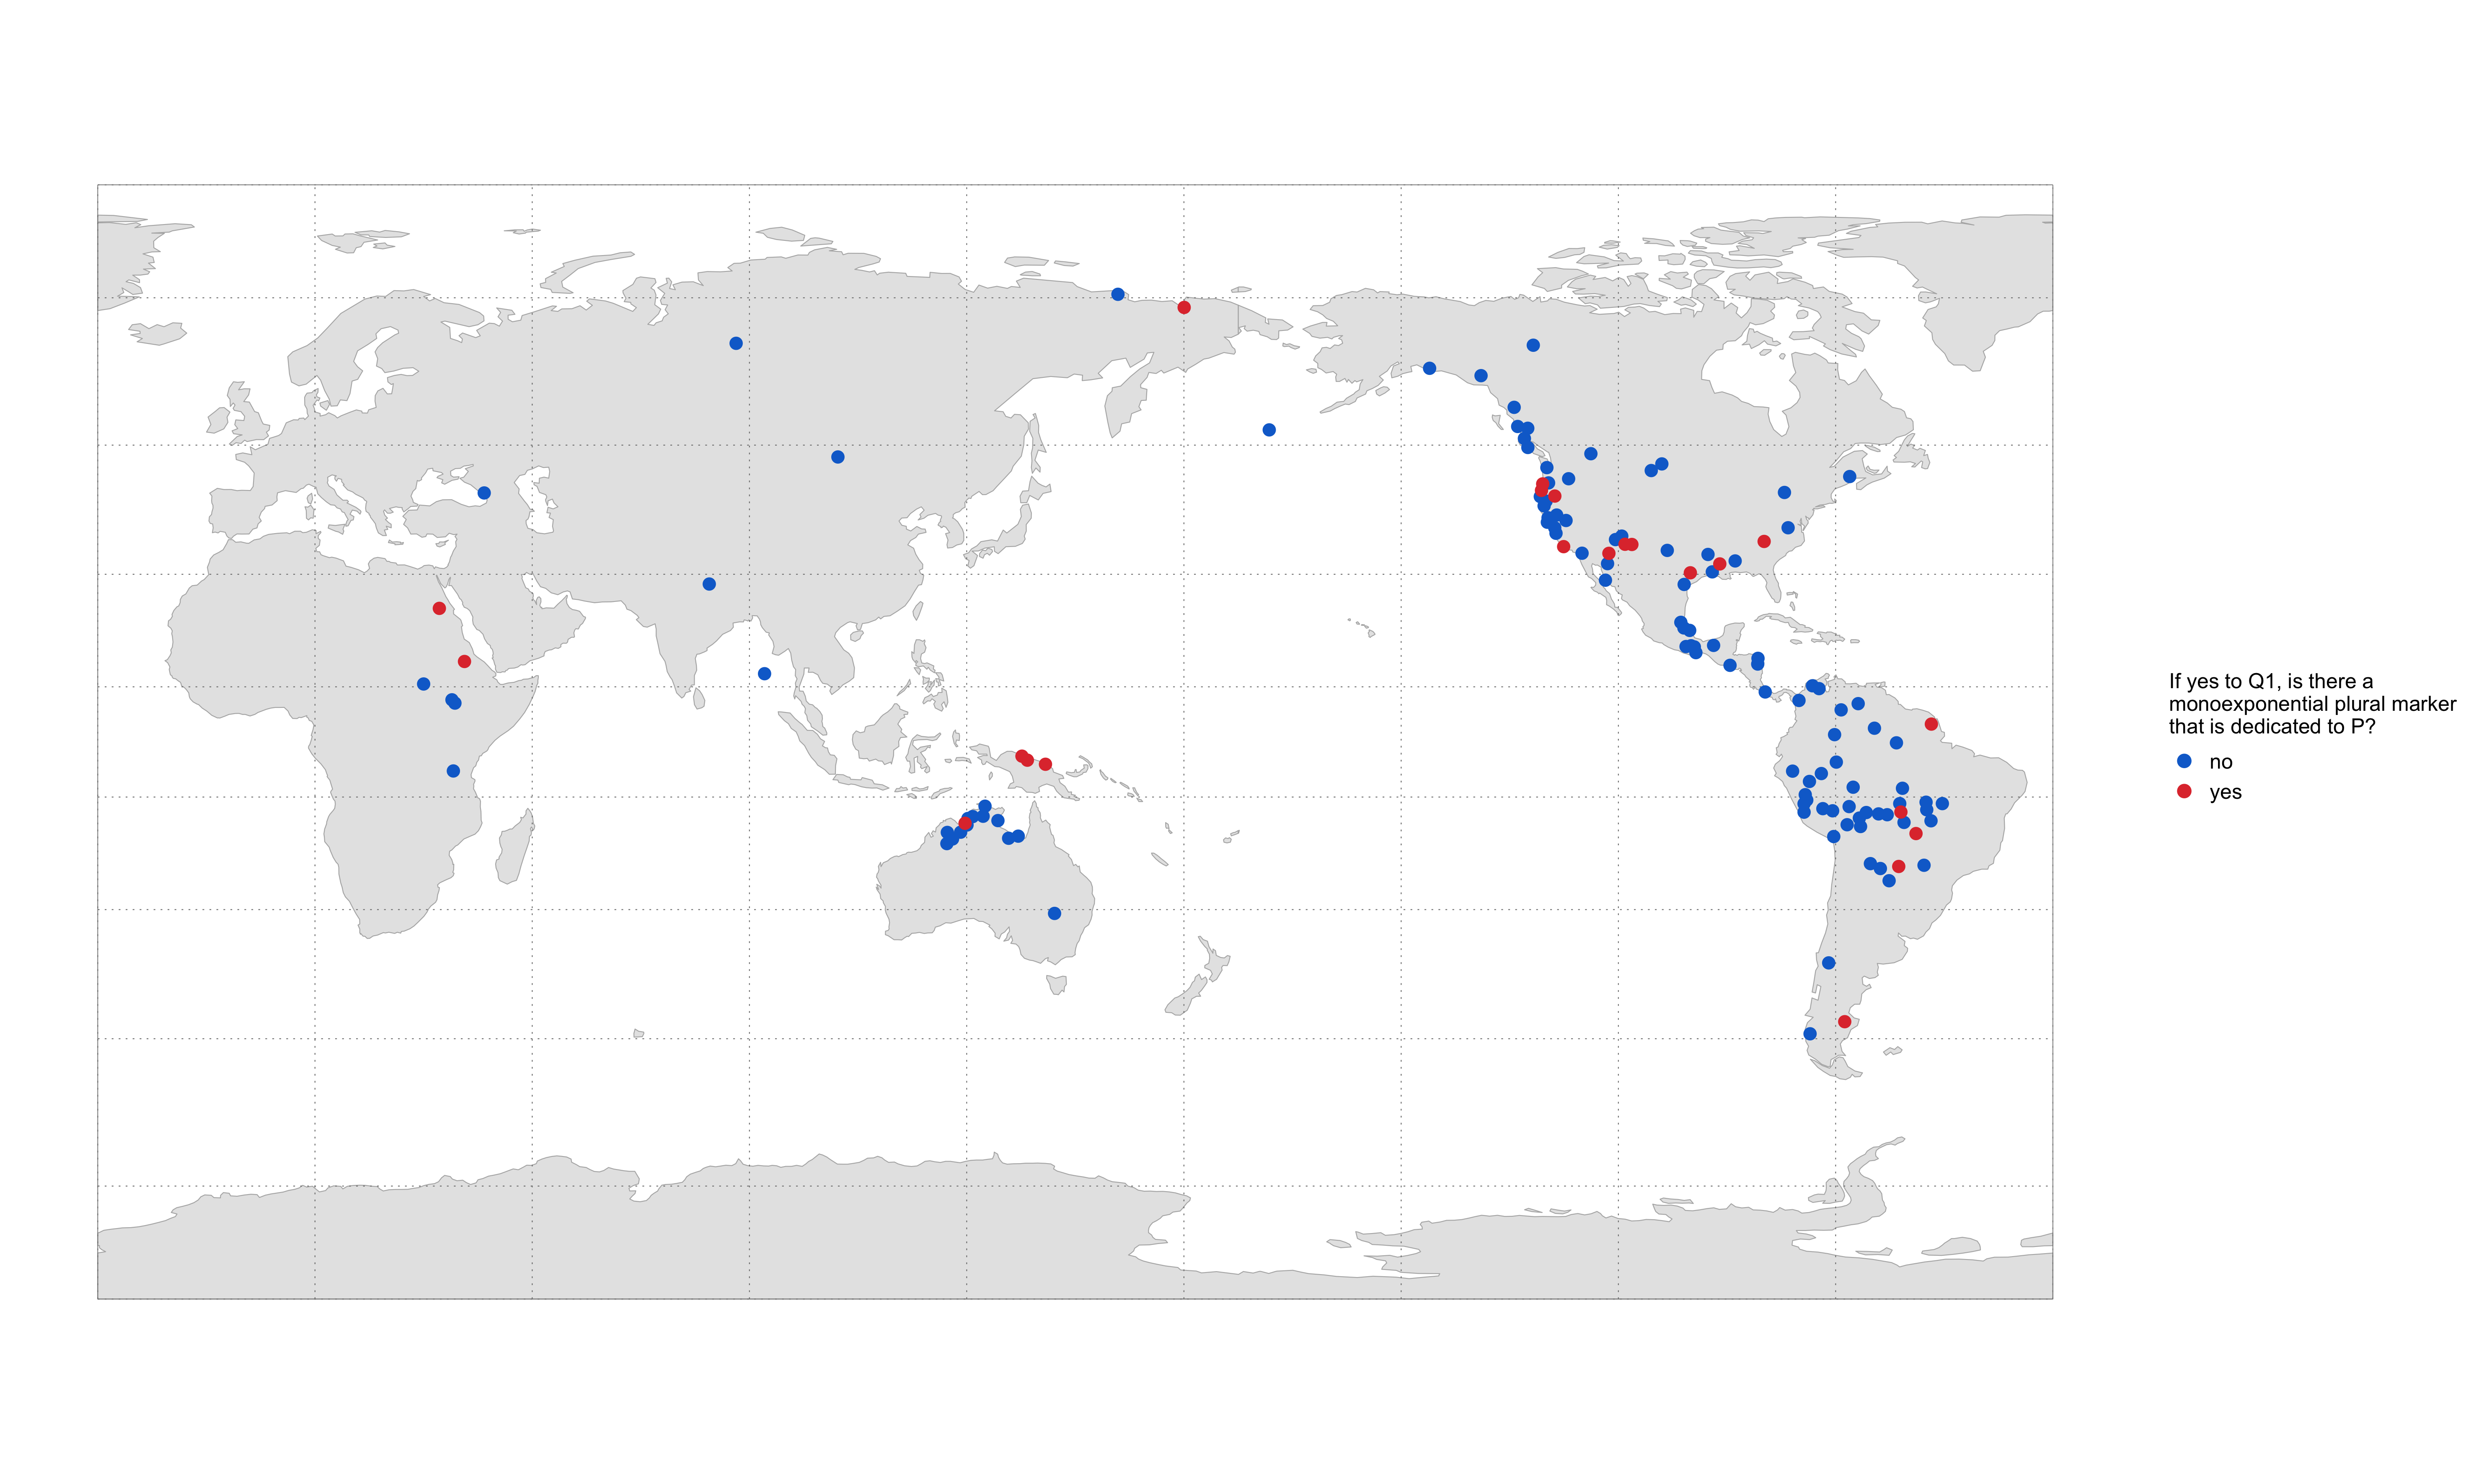 If yes to Q1, is there a
monoexponential plural marker
that is dedicated to P?
no
yes